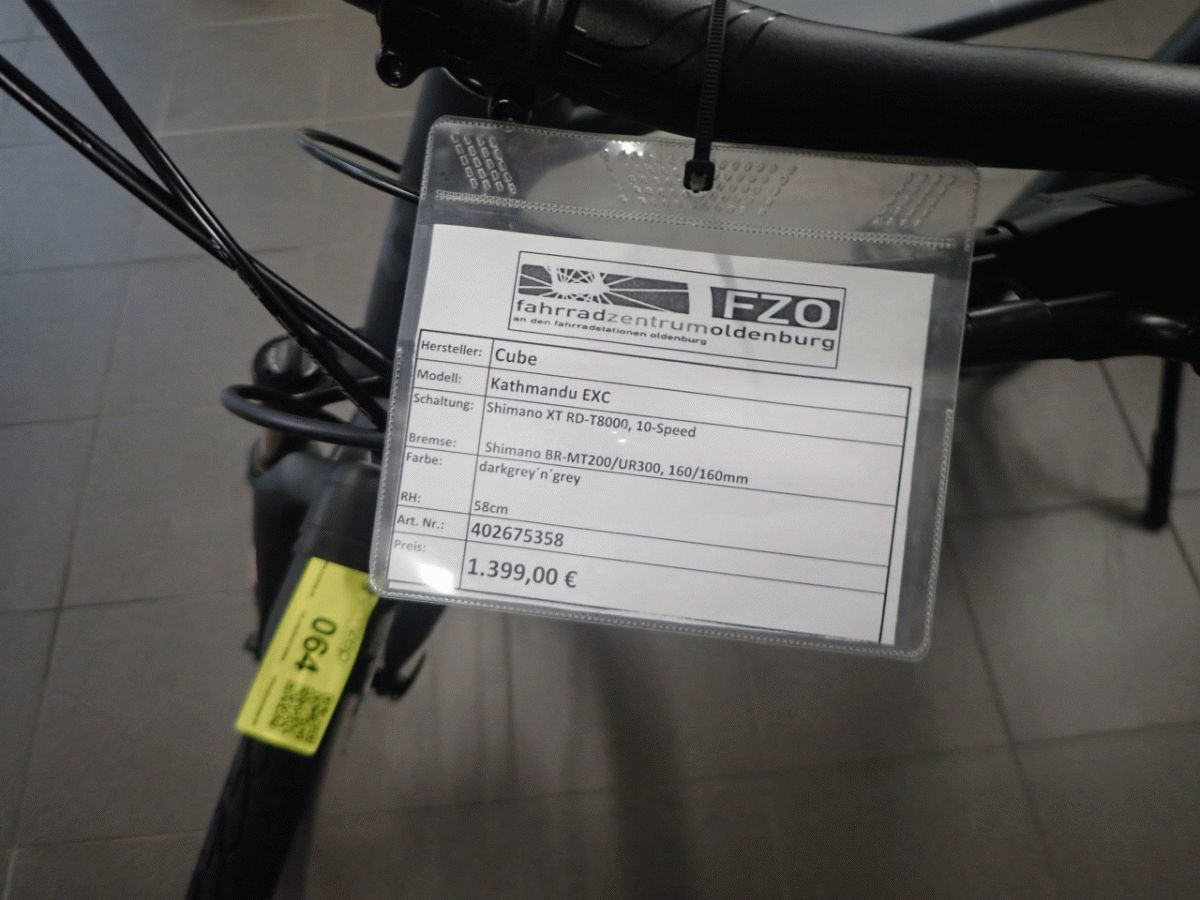 FZO
fahrradzentrumoldenburg
an den fahrradstationen oldenburg
Hersteller: Cube
Modell: Kathmandu EXC
Schaltung: Shimano XT RD-T8000, 10-Speed
Bremse: Shimano BR-MT200/UR300, 160/160mm
Farbe: darkgrey´n´grey
RH: 58cm
Art. Nr.: 402675358
Preis: 1.399,00 €
064